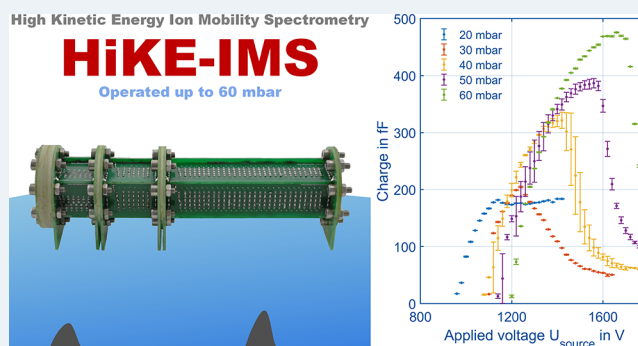 High Kinetic Energy Ion Mobility Spectrometry
HiKE-IMS
Operated up to 60 mbar
500
400
300
200
100
0
Charge in fF
20 mbar
30 mbar
40 mbar
50 mbar
60 mbar
800
1200
1600
Applied voltage U_source in V